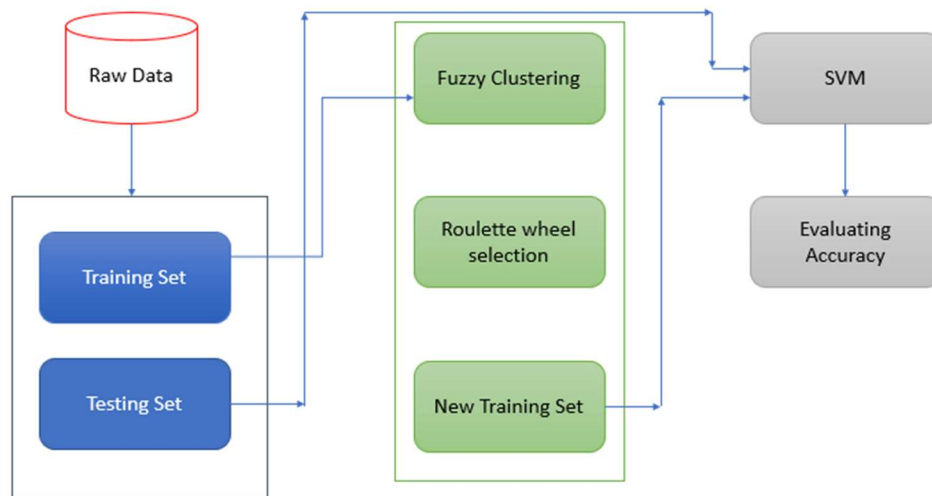 Raw Data
Training Set
Testing Set
Fuzzy Clustering
Roulette wheel
selection
New Training Set
SVM
Evaluating
Accuracy